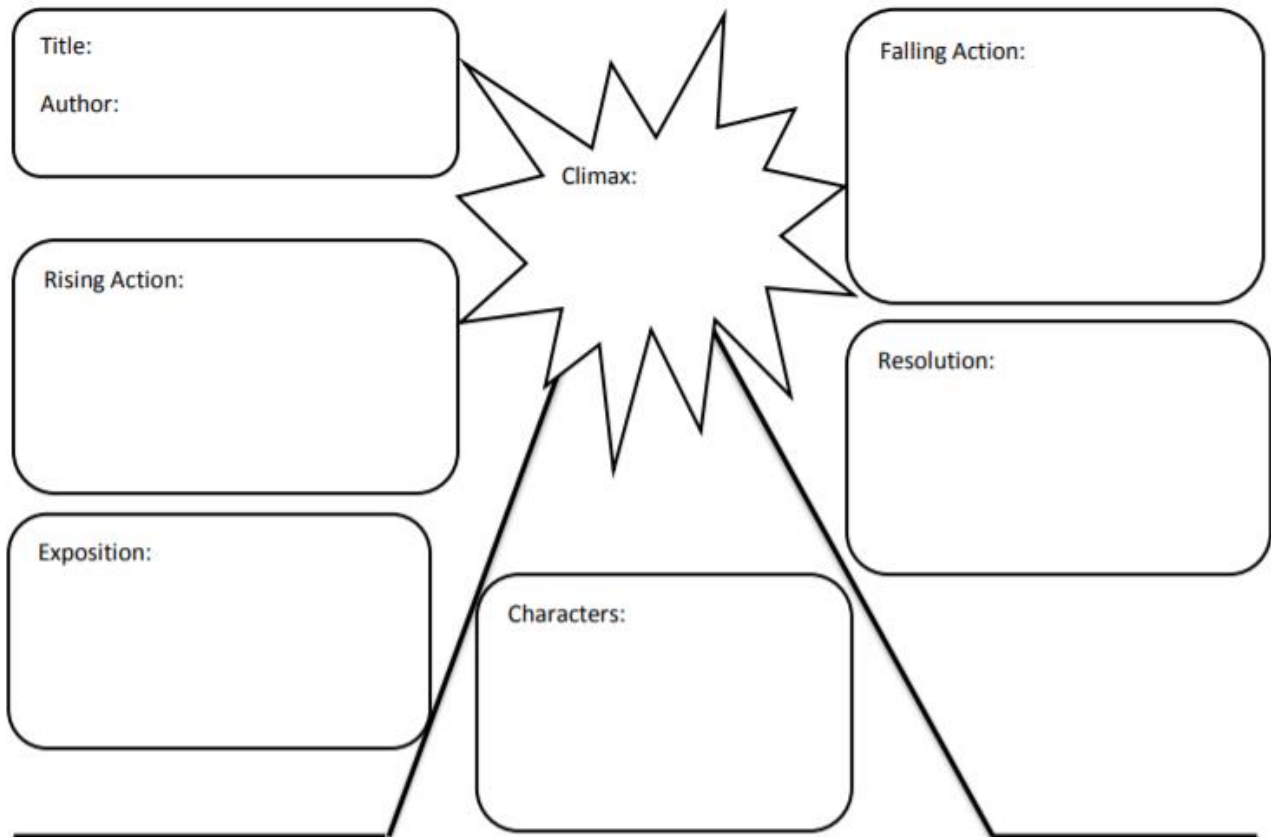 Title:
Author:
Climax:
Falling Action:
Rising Action:
Resolution:
Exposition:
Characters: